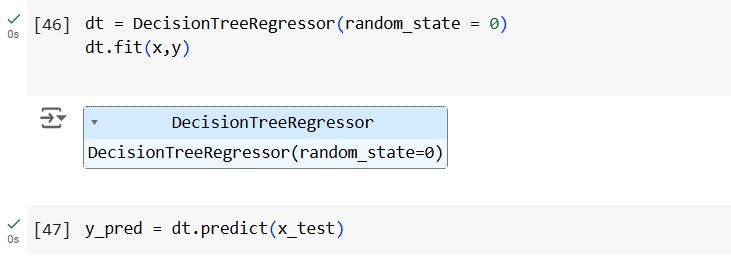 [46] dt = DecisionTreeRegressor(random_state = 0)
0s
dt.fit(x,y)
DecisionTreeRegressor
DecisionTreeRegressor(random_state=0)
[47] y_pred = dt.predict(x_test)
0s